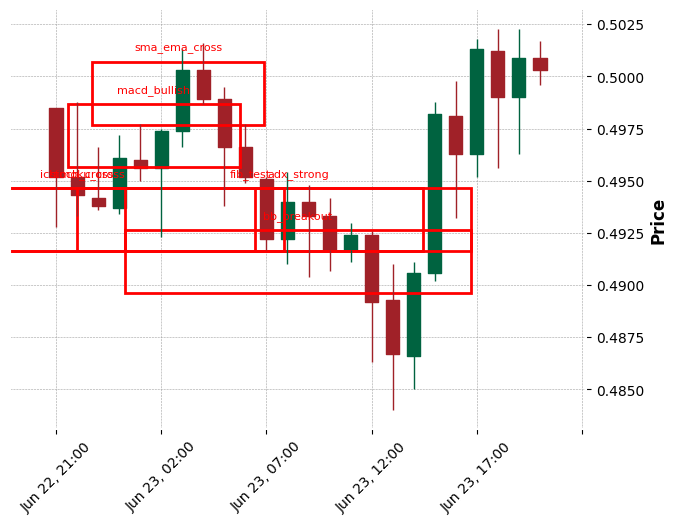 sma_ema_cross
macd_bullish
adx_strong
0.5025
0.5000
0.4975
0.4950
0.4925
0.4900
0.4875
0.4850
Price
Jun 22, 21:00
Jun 23, 02:00
Jun 23, 07:00
Jun 23, 12:00
Jun 23, 17:00